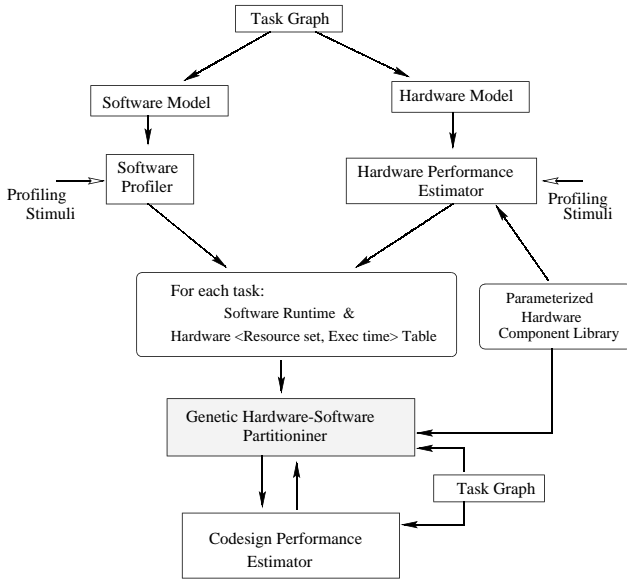 Task Graph
Software Model
Hardware Model
Software
Profiler
Hardware Performance
Estimator
Profiling
Stimuli
Profiling
Stimuli
For each task:
Software Runtime &
Hardware <Resource set, Exec time> Table
Parameterized
Hardware
Component Library
Genetic Hardware-Software
Partitioniner
Task Graph
Codesign Performance
Estimator